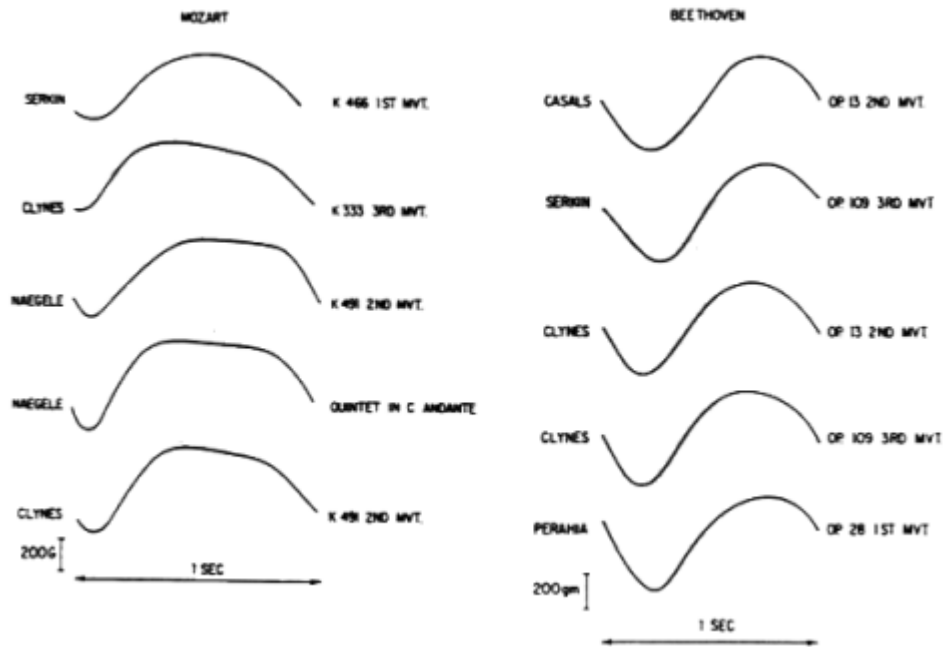 MOZART
SERKIN K 466 1ST MVT.
CLYNES K 333 3RD MVT.
NAEGELE K 491 2ND MVT.
NAEGELE QUINTET IN C ANDANTE
CLYNES K 491 2ND MVT.
200G
1 SEC
BEETHOVEN
CASALS OP. 13 2ND MVT.
SERKIN OP. 109 3RD MVT
CLYNES OP. 13 2ND MVT.
CLYNES OP. 109 3RD MVT.
PERAHIA OP. 28 1ST MVT
200gm
1 SEC